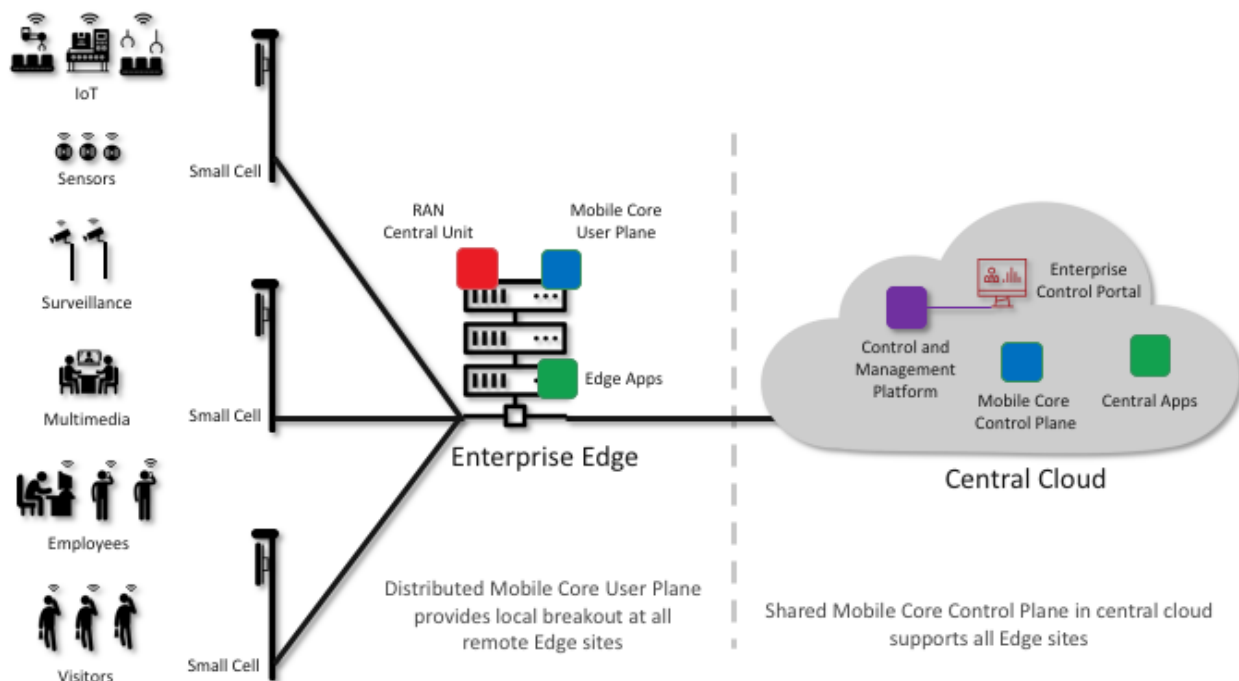 IoT
Sensors
Surveillance
Multimedia
Employees
Visitors
Small Cell
Small Cell
Small Cell
RAN
Central Unit
Mobile Core
User Plane
Edge Apps
Enterprise Edge
Distributed Mobile Core User Plane
provides local breakout at all
remote Edge sites
Enterprise
Control Portal
Control and
Management
Platform
Mobile Core
Control Plane
Central Apps
Central Cloud
Shared Mobile Core Control Plane in central cloud
supports all Edge sites